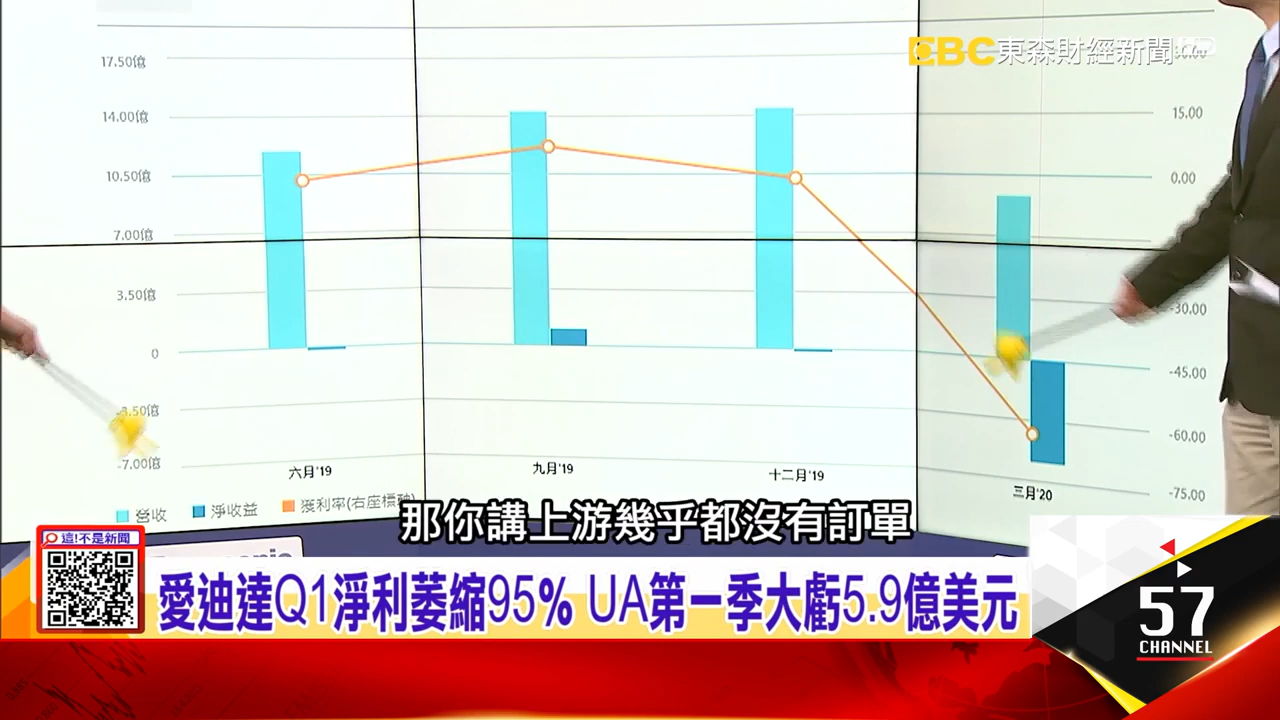 EBC 東森財經新聞
17.50億
14.00億
10.50億
7.00億
3.50億
0
-3.50億
-7.00億
15.00
0.00
-30.00
-45.00
-60.00
-75.00
六月'19
九月'19
十二月'19
三月'20
營收
淨收益
獲利率(右座標軸)
那你講上游幾乎都沒有訂單
這!不是新聞
愛迪達Q1淨利萎縮95% UA第一季大虧5.9億美元
57
CHANNEL